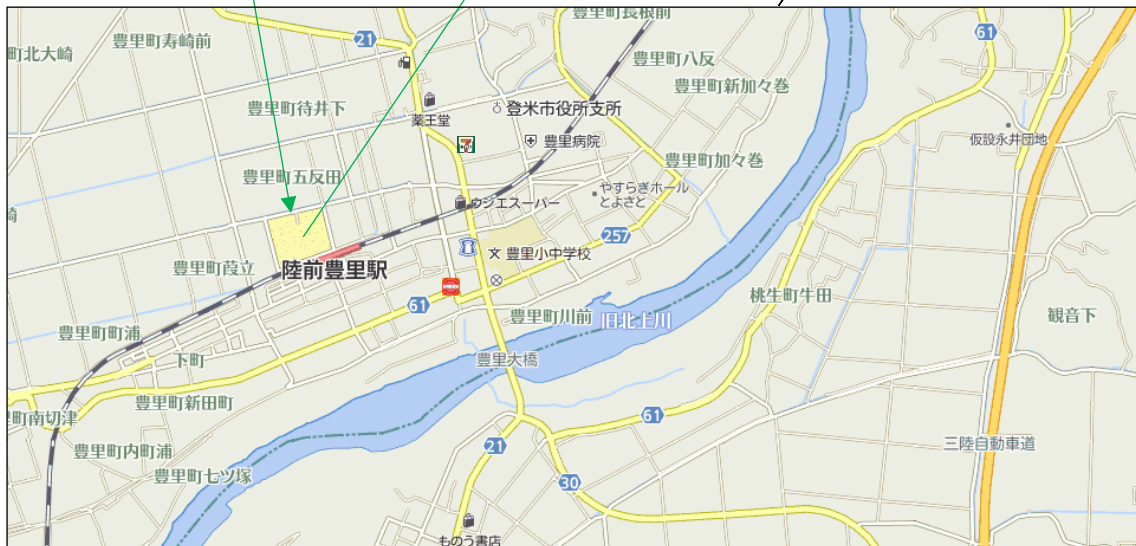 豊里町長根前
21
61
豊里町寿崎前
町北大崎
豊里町八反
豊里町新加々巻
豊里町待井下
登米市役所支所
薬王堂
仮設永井団地
豊里病院
豊里町加々巻
豊里町五反田
やすらぎホール
とよさと
ウジエスーパー
崎
257
豊里小中学校
豊里町葭立
陸前豊里駅
桃生町牛田
61
豊里町川前
旧北上川
観音下
豊里町町浦
下町
豊里大橋
豊里町新田町
里町南切津
61
21
三陸自動車道
豊里町内町浦
豊里町七ツ塚
30
ものう書店